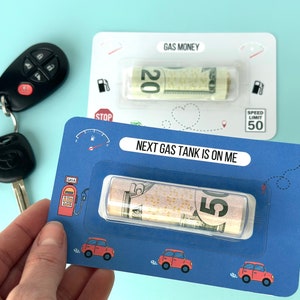 GAS MONEY
20
STOP
SPEED
LIMIT
50
NEXT GAS TANK IS ON ME
50